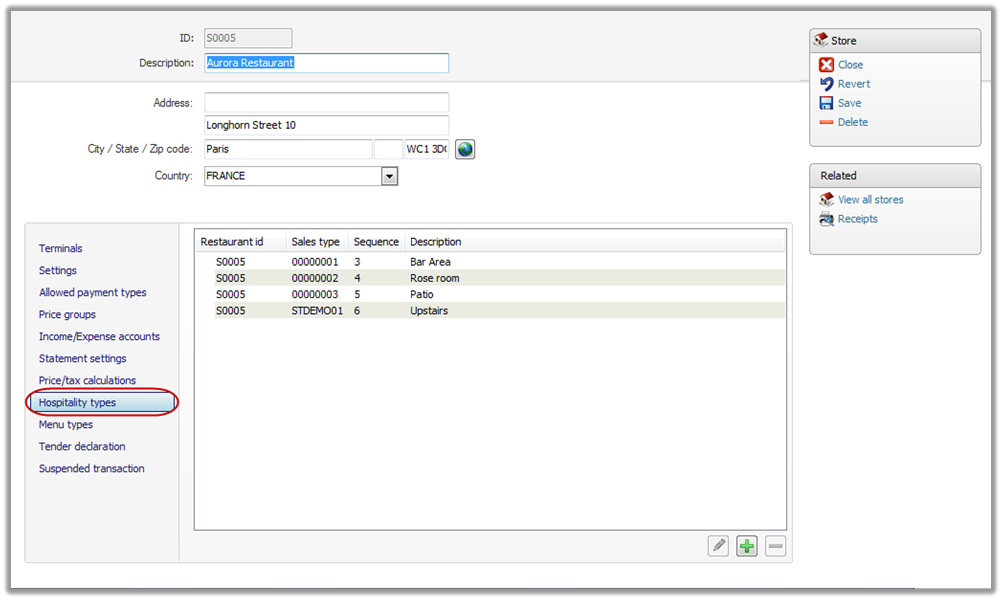 ID: S0005
Description: Aurora Restaurant
Address:
Longhorn Street 10
City / State / Zip code: Paris WC1 3D
Country: FRANCE
Store
Close
Revert
Save
Delete
Related
View all stores
Receipts
Terminals
Settings
Allowed payment types
Price groups
Income/Expense accounts
Statement settings
Price/tax calculations
Hospitality types
Menu types
Tender declaration
Suspended transaction
Restaurant id Sales type Sequence Description
S0005 00000001 3 Bar Area
S0005 00000002 4 Rose room
S0005 00000003 5 Patio
S0005 STDEMO01 6 Upstairs